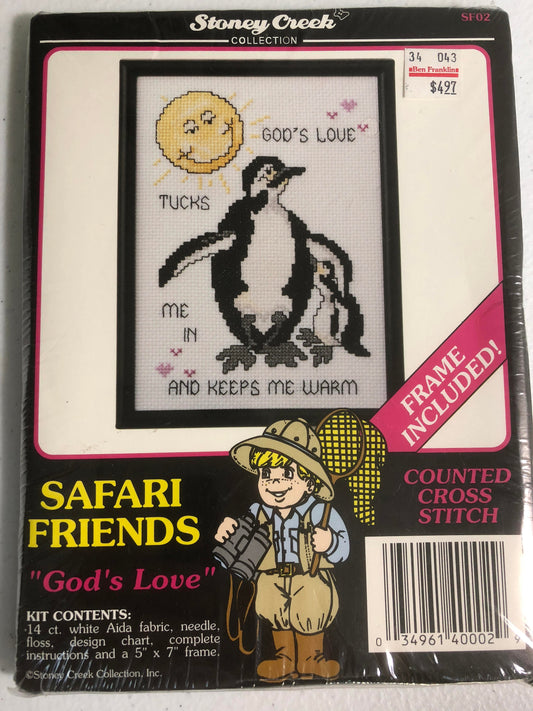 Stoney Creek
COLLECTION
SF02
34 043
Ben Franklin
$4.97
GOD'S LOVE
TUCKS
ME
IN
AND KEEPS ME WARM
FRAME
INCLUDED!
SAFARI
FRIENDS
"God's Love"
COUNTED
CROSS
STITCH
KIT CONTENTS:
14 ct. white Aida fabric, needle,
floss, design chart, complete
instructions and a 5" x 7" frame.
©Stoney Creek Collection, Inc.
0 34961 40002 9